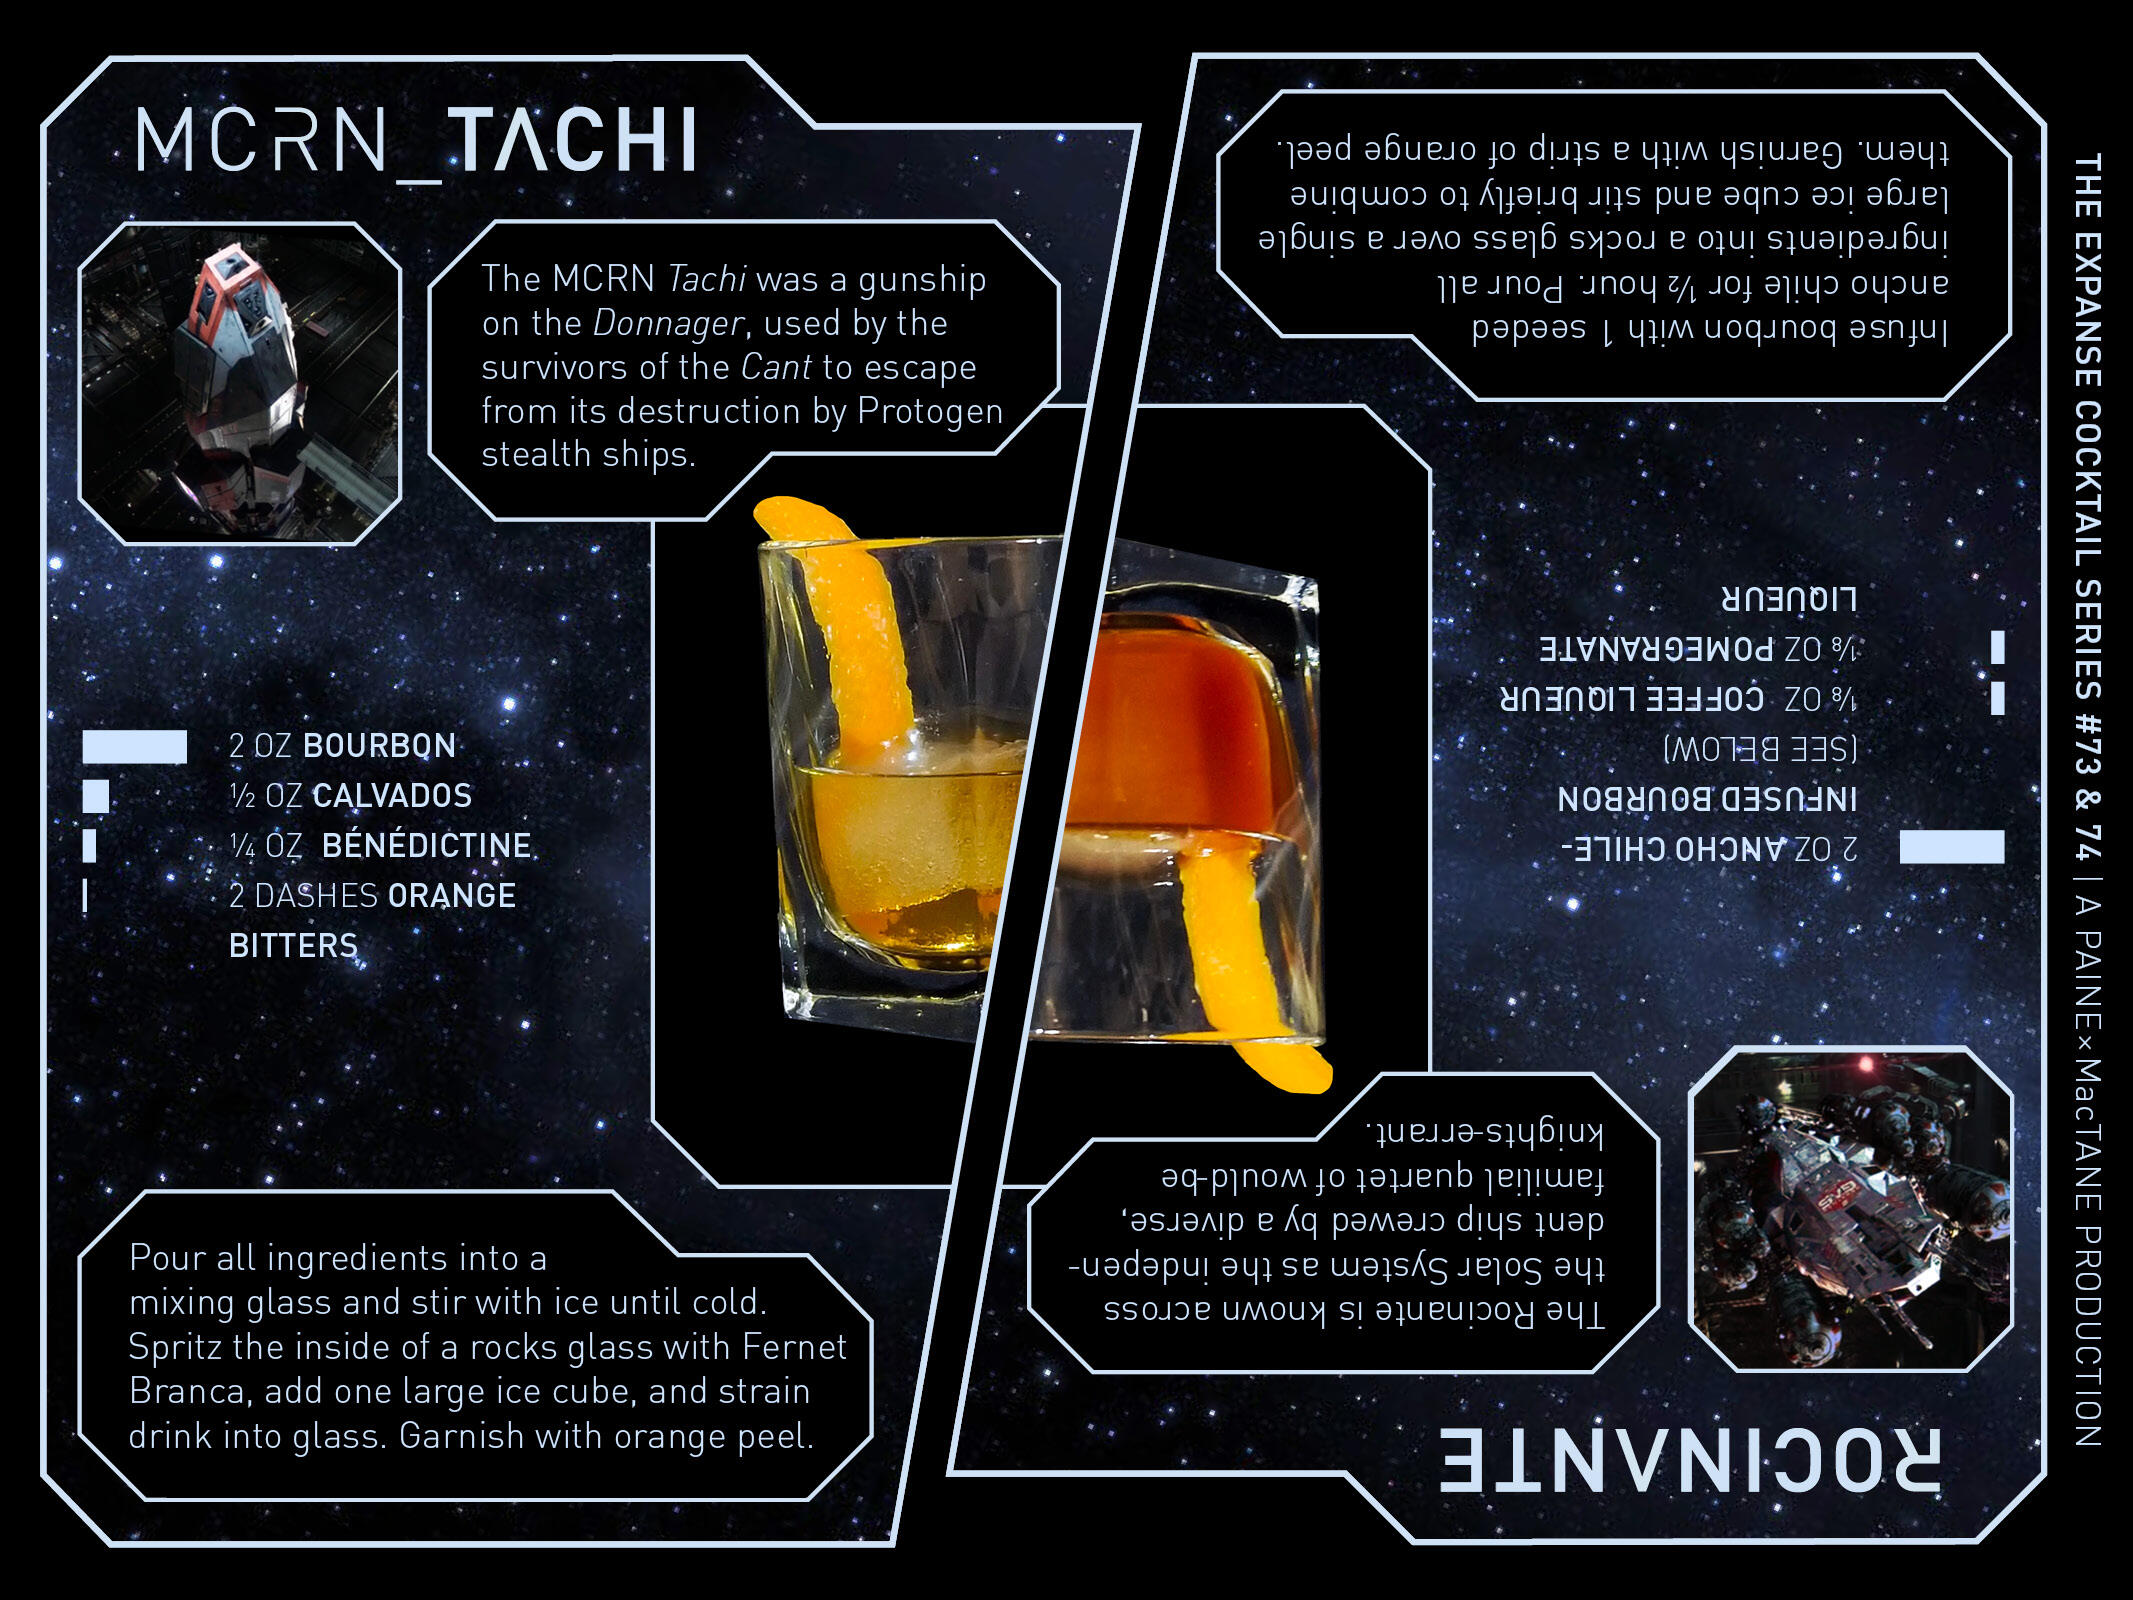 MCRN_TACHI
The MCRN Tachi was a gunship
on the Donnager, used by the
survivors of the Cant to escape
from its destruction by Protogen
stealth ships.
2 OZ BOURBON
½ OZ CALVADOS
¼ OZ BÉNÉDICTINE
2 DASHES ORANGE
BITTERS
Pour all ingredients into a
mixing glass and stir with ice until cold.
Spritz the inside of a rocks glass with Fernet
Branca, add one large ice cube, and strain
drink into glass. Garnish with orange peel.
ROCINANTE
The Rocinante is known across
the Solar System as the indepen-
dent ship crewed by a diverse,
familial quartet of would-be
knights-errant.
2 OZ ANCHO CHILE-
INFUSED BOURBON
(SEE BELOW)
⅛ OZ COFFEE LIQUEUR
⅛ OZ POMEGRANATE
LIQUEUR
Infuse bourbon with 1 seeded
ancho chile for ½ hour. Pour all
ingredients into a rocks glass over a single
large ice cube and stir briefly to combine
them. Garnish with a strip of orange peel.
THE EXPANSE COCKTAIL SERIES #73 & 74 | A PAINE×MacTANE PRODUCTION